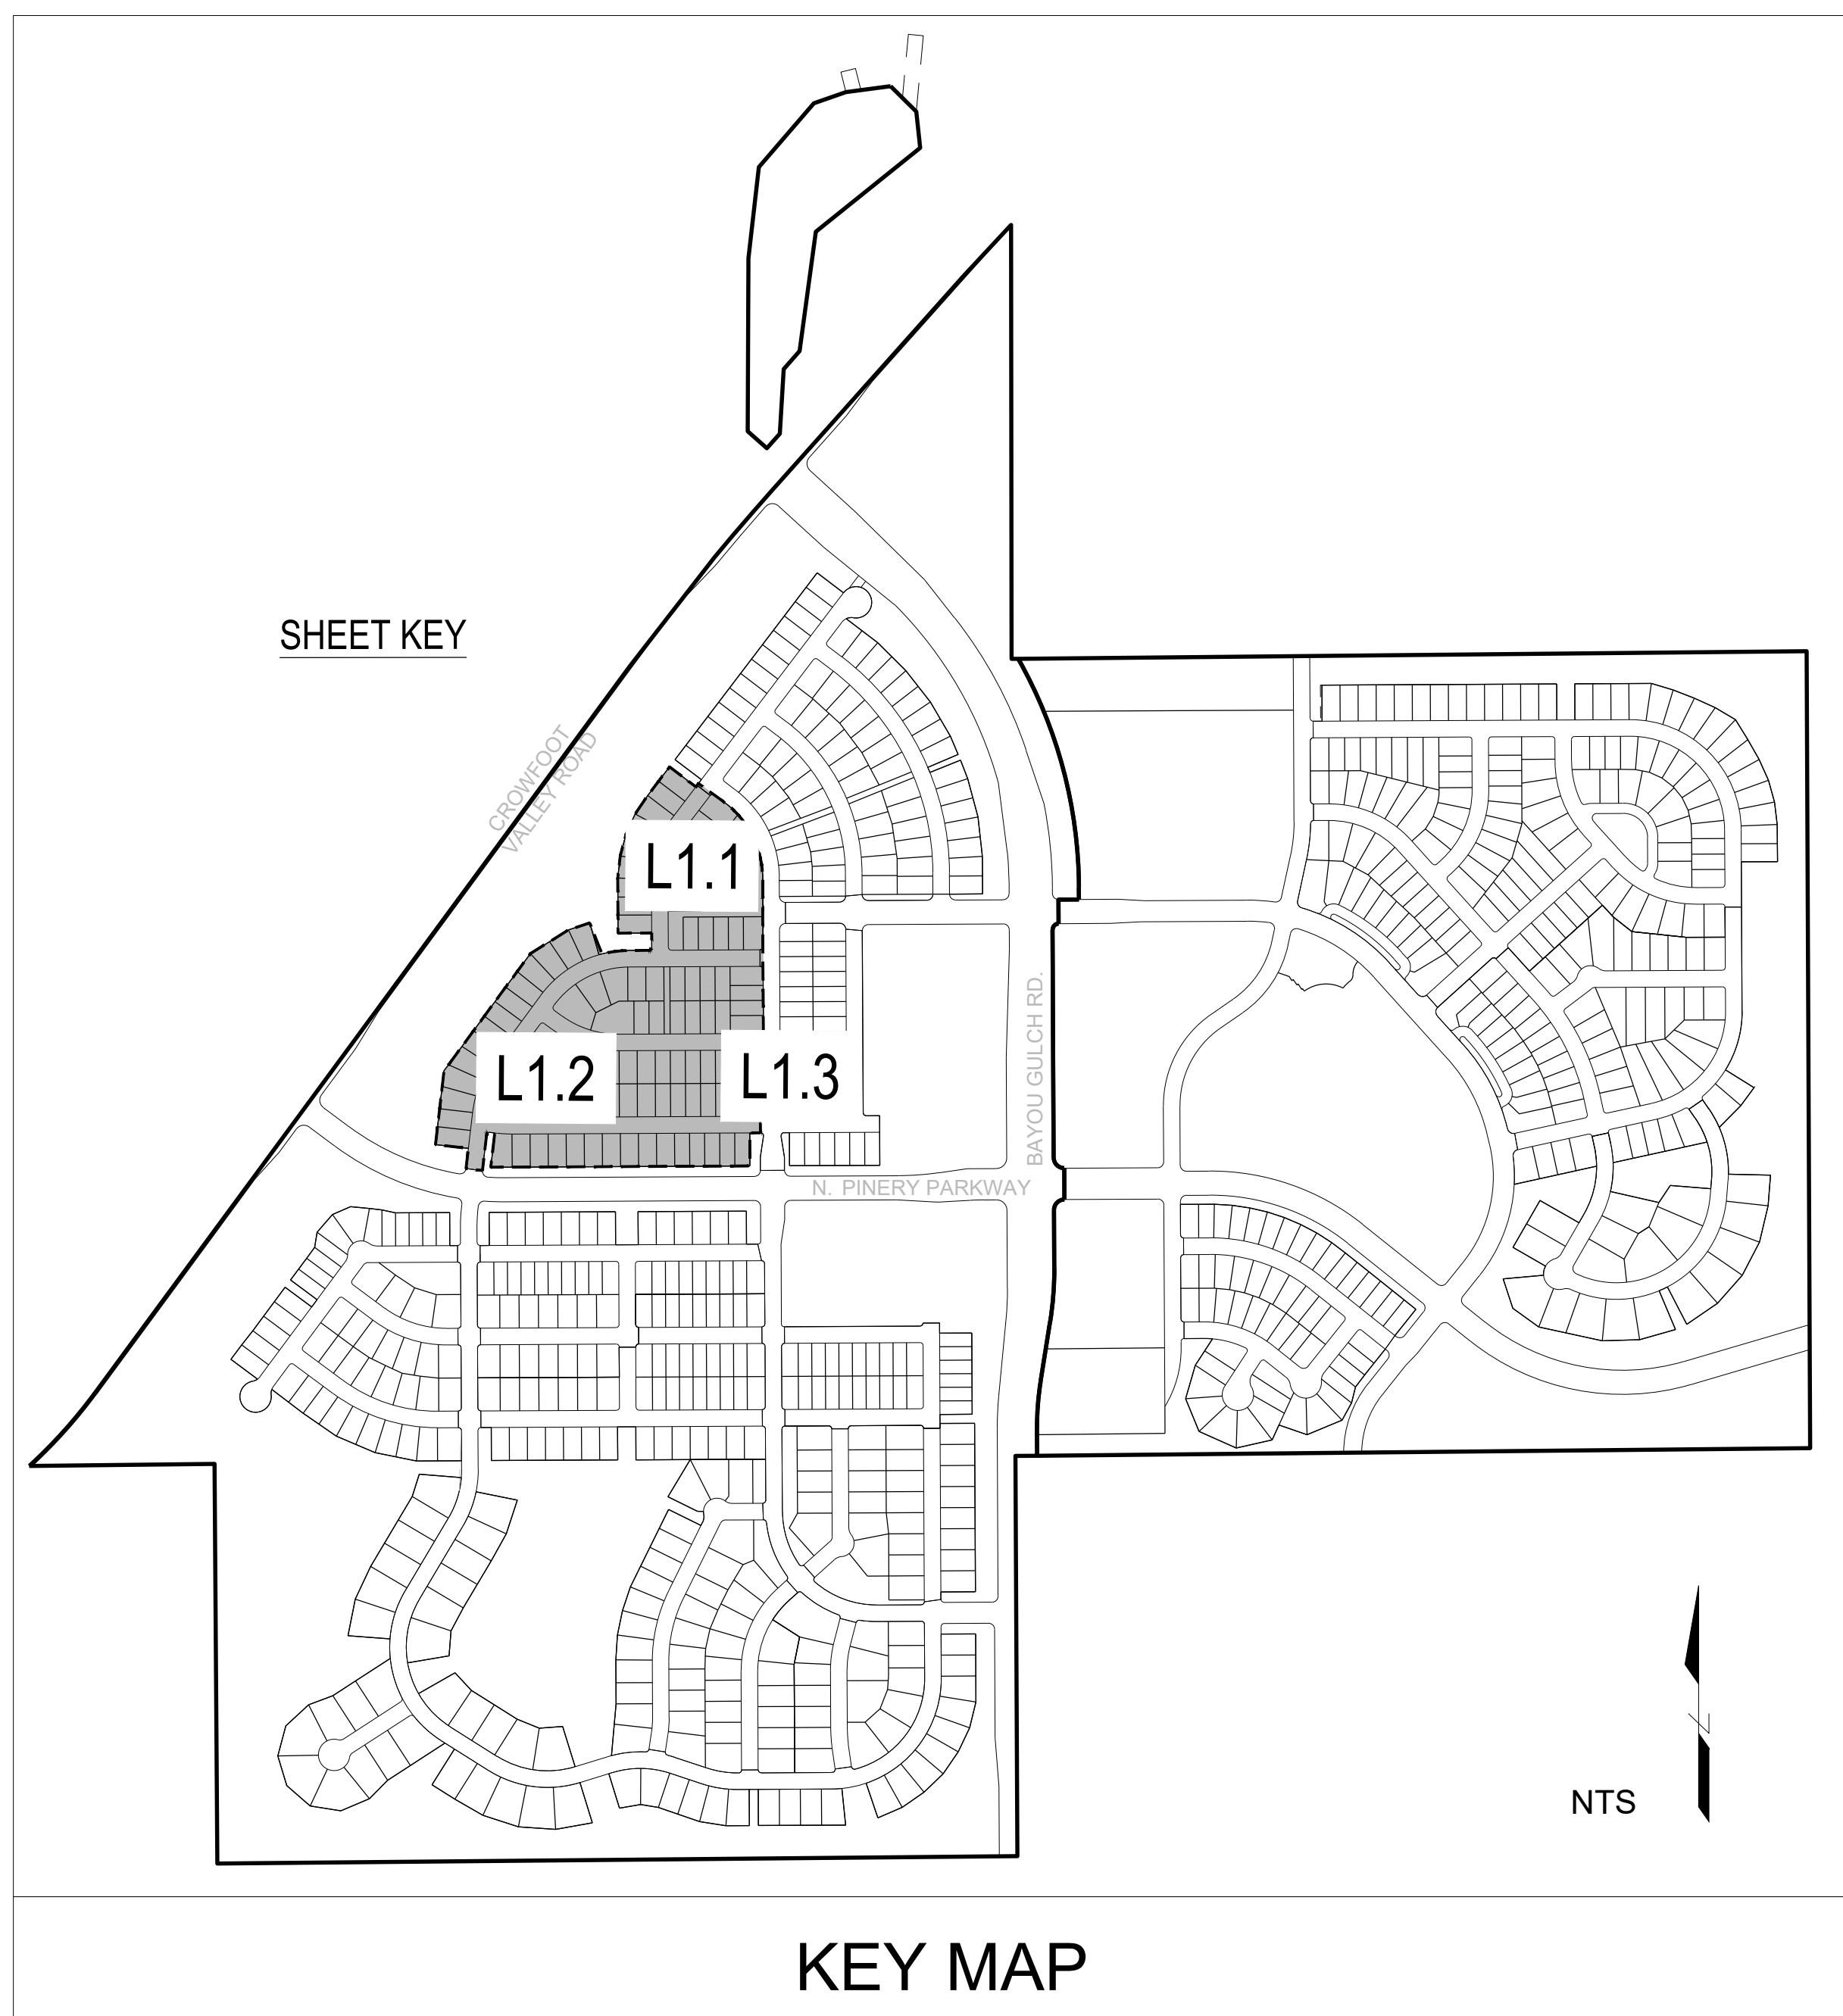 SHEET KEY
CROWFOOT
VALLEY ROAD
L1.1
L1.2
L1.3
BAYOU GULCH RD.
N. PINERY PARKWAY
NTS
KEY MAP